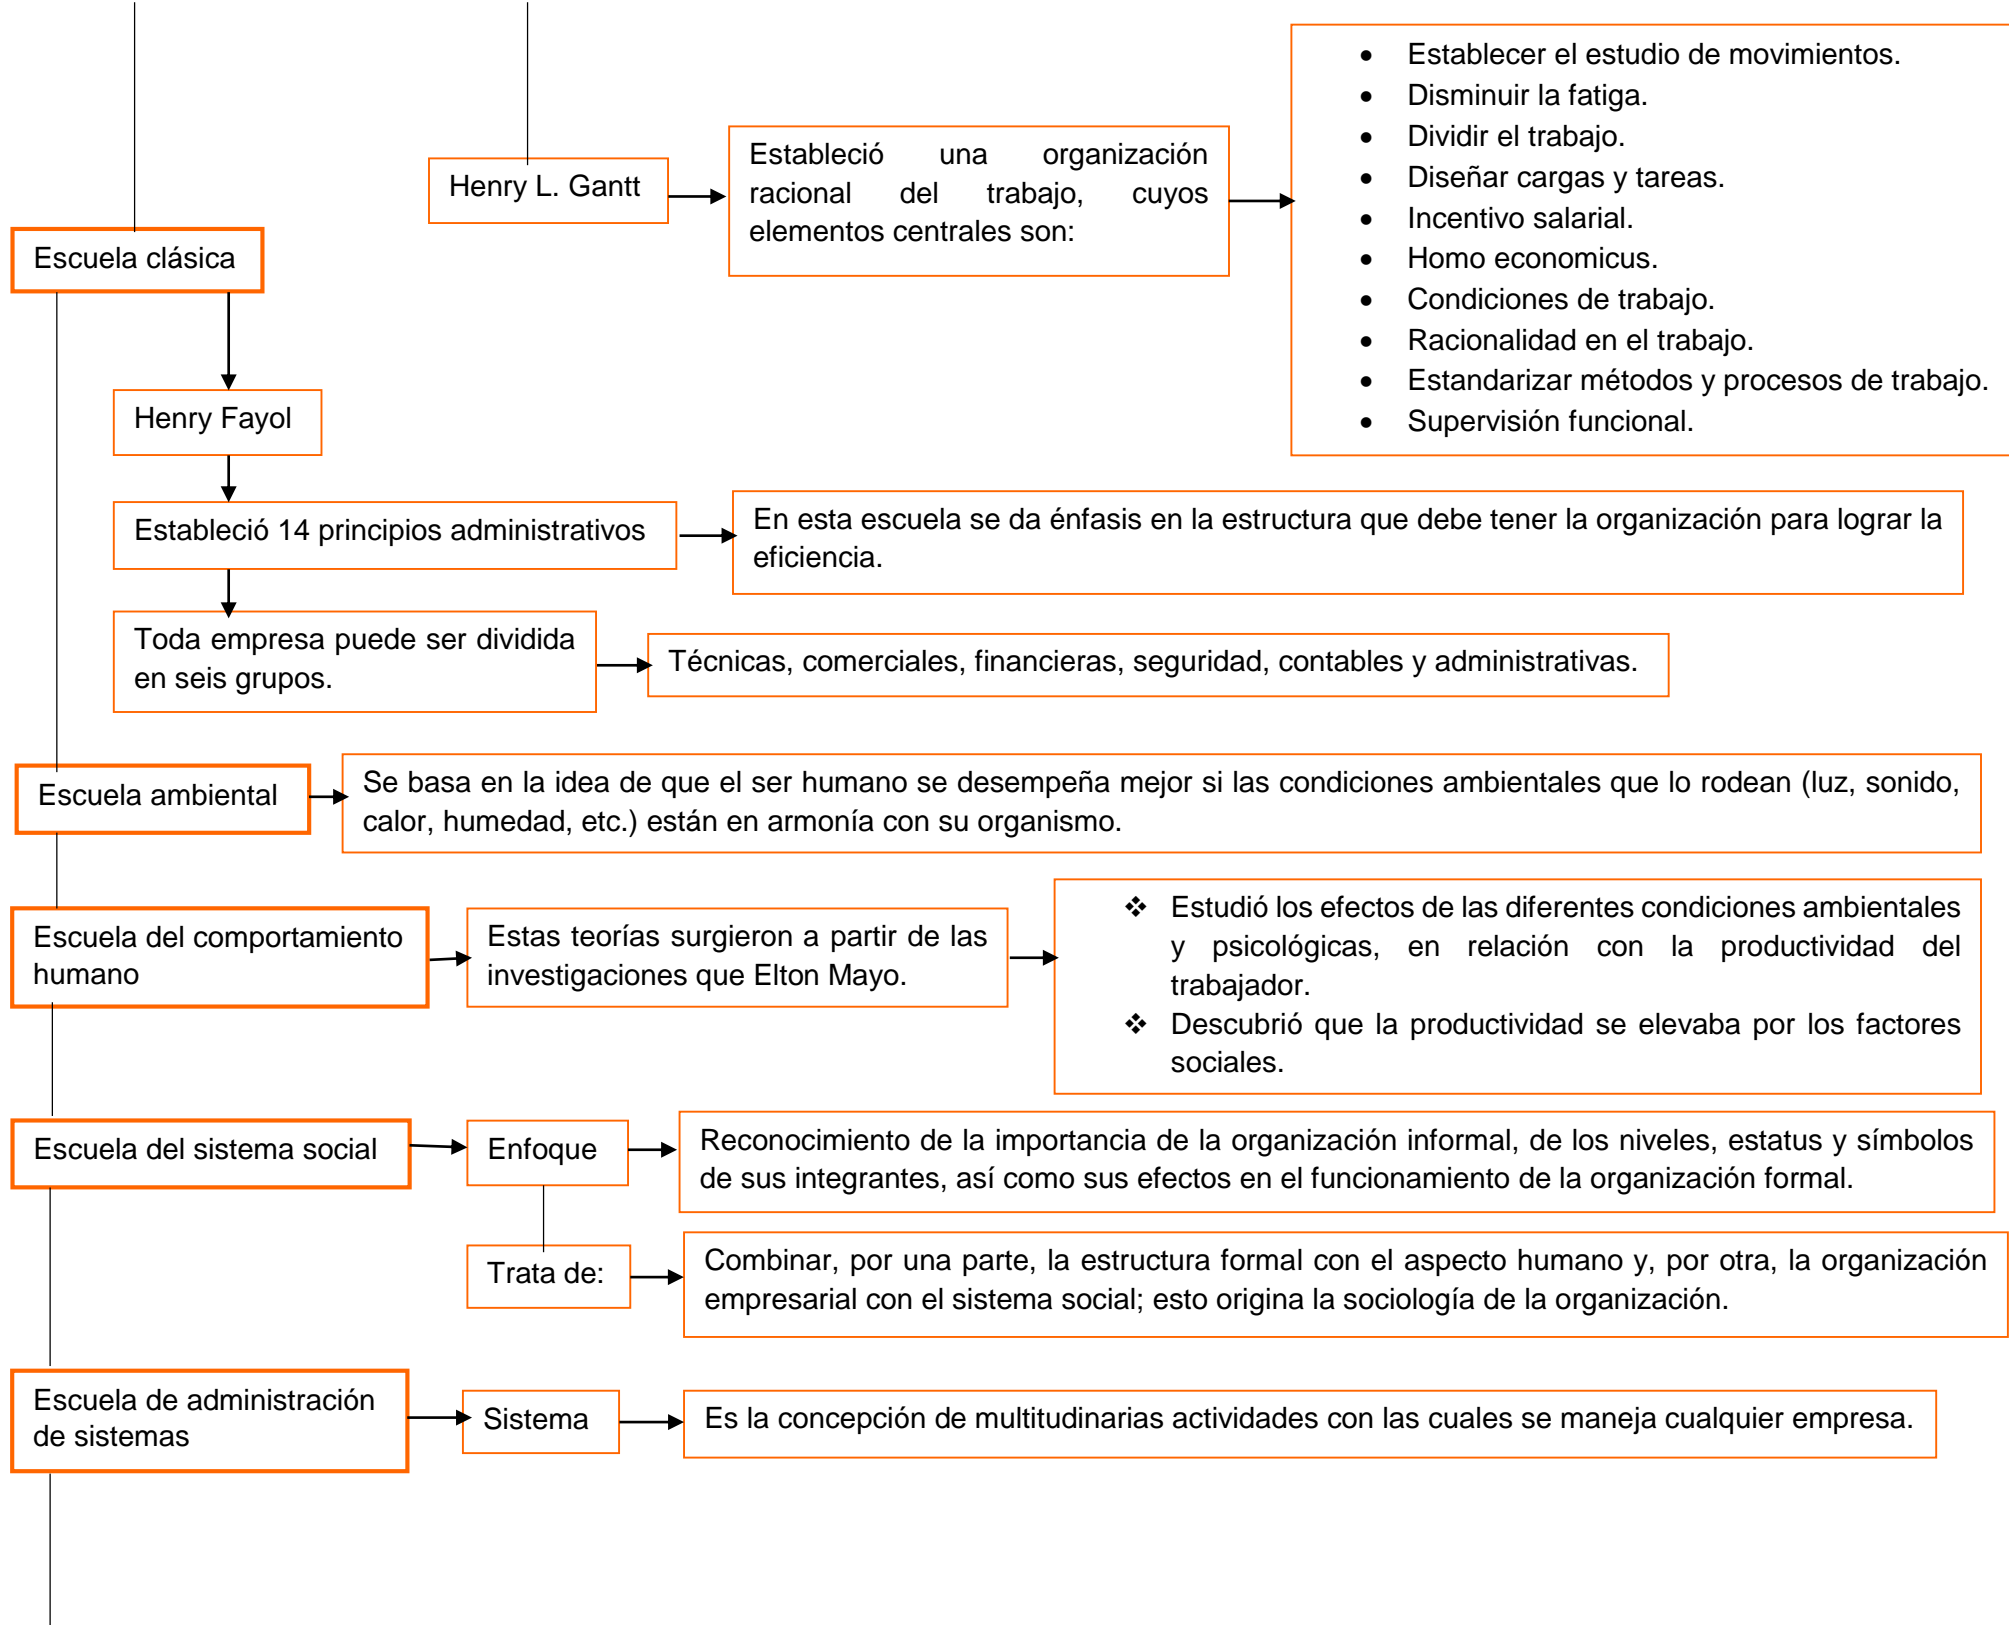 Henry L. Gantt
Estableció una organización
racional del trabajo, cuyos
elementos centrales son:
• Establecer el estudio de movimientos.
• Disminuir la fatiga.
• Dividir el trabajo.
• Diseñar cargas y tareas.
• Incentivo salarial.
• Homo economicus.
• Condiciones de trabajo.
• Racionalidad en el trabajo.
• Estandarizar métodos y procesos de trabajo.
• Supervisión funcional.
Escuela clásica
Henry Fayol
Estableció 14 principios administrativos
En esta escuela se da énfasis en la estructura que debe tener la organización para lograr la
eficiencia.
Toda empresa puede ser dividida
en seis grupos.
Técnicas, comerciales, financieras, seguridad, contables y administrativas.
Escuela ambiental
Se basa en la idea de que el ser humano se desempeña mejor si las condiciones ambientales que lo rodean (luz, sonido,
calor, humedad, etc.) están en armonía con su organismo.
Escuela del comportamiento
humano
Estas teorías surgieron a partir de las
investigaciones que Elton Mayo.
❖ Estudió los efectos de las diferentes condiciones ambientales
y psicológicas, en relación con la productividad del
trabajador.
❖ Descubrió que la productividad se elevaba por los factores
sociales.
Escuela del sistema social
Enfoque
Reconocimiento de la importancia de la organización informal, de los niveles, estatus y símbolos
de sus integrantes, así como sus efectos en el funcionamiento de la organización formal.
Trata de:
Combinar, por una parte, la estructura formal con el aspecto humano y, por otra, la organización
empresarial con el sistema social; esto origina la sociología de la organización.
Escuela de administración
de sistemas
Sistema
Es la concepción de multitudinarias actividades con las cuales se maneja cualquier empresa.